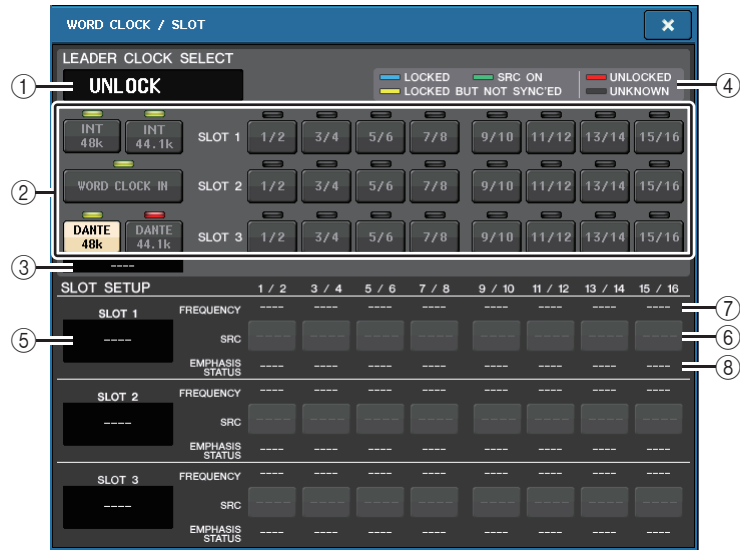 WORD CLOCK / SLOT
×
LEADER CLOCK SELECT
① UNLOCK
LOCKED SRC ON UNLOCKED ④
LOCKED BUT NOT SYNC'ED UNKNOWN
INT 48k INT 44.1k SLOT 1 1/2 3/4 5/6 7/8 9/10 11/12 13/14 15/16
② WORD CLOCK IN SLOT 2 1/2 3/4 5/6 7/8 9/10 11/12 13/14 15/16
DANTE 48k DANTE 44.1k SLOT 3 1/2 3/4 5/6 7/8 9/10 11/12 13/14 15/16
③ ----
SLOT SETUP 1 / 2 3 / 4 5 / 6 7 / 8 9 / 10 11 / 12 13 / 14 15 / 16
SLOT 1 FREQUENCY ---- ---- ---- ---- ---- ---- ---- ---- ⑦
⑤ ---- SRC ---- ---- ---- ---- ---- ---- ---- ---- ⑥
EMPHASIS STATUS ---- ---- ---- ---- ---- ---- ---- ---- ⑧
SLOT 2 FREQUENCY ---- ---- ---- ---- ---- ---- ---- ----
---- SRC ---- ---- ---- ---- ---- ---- ---- ----
EMPHASIS STATUS ---- ---- ---- ---- ---- ---- ---- ----
SLOT 3 FREQUENCY ---- ---- ---- ---- ---- ---- ---- ----
---- SRC ---- ---- ---- ---- ---- ---- ---- ----
EMPHASIS STATUS ---- ---- ---- ---- ---- ---- ---- ----